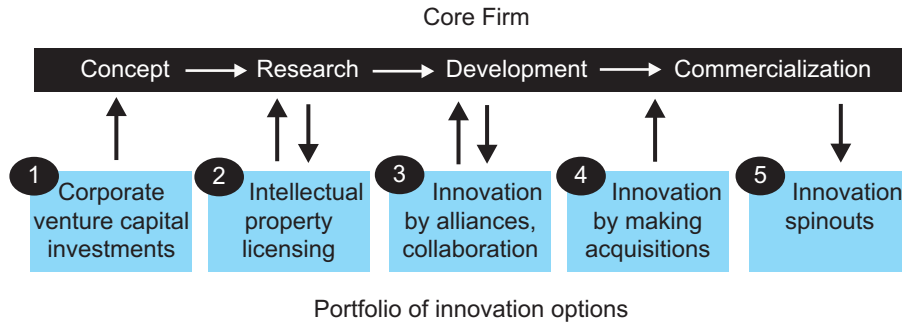 Core Firm
Concept Research Development Commercialization
1 2 3 4 5
Corporate
venture capital
investments
Intellectual
property
licensing
Innovation
by alliances,
collaboration
Innovation
by making
acquisitions
Innovation
spinouts
Portfolio of innovation options